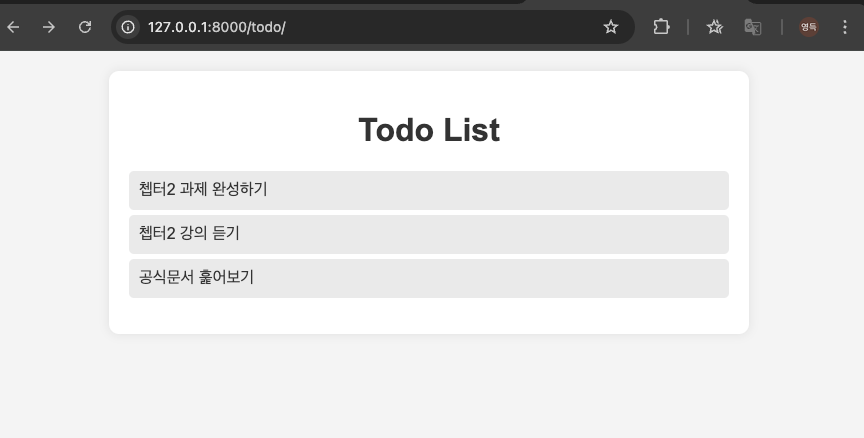 127.0.0.1:8000/todo/
영득
Todo List
쳅터2 과제 완성하기
쳅터2 강의 듣기
공식문서 훑어보기